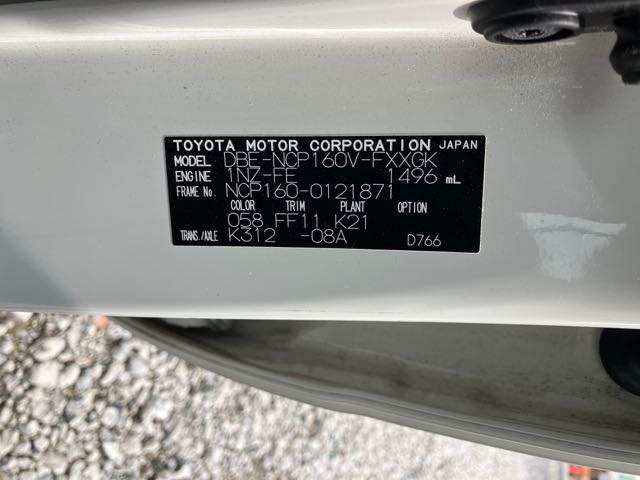 TOYOTA MOTOR CORPORATION JAPAN
MODEL DBE-NCP160V-FXXGK
ENGINE 1NZ-FE 1496 mL
FRAME No. NCP160-0121871
COLOR TRIM PLANT OPTION
058 FF11 K21
TRANS./AXLE K312 -08A D766